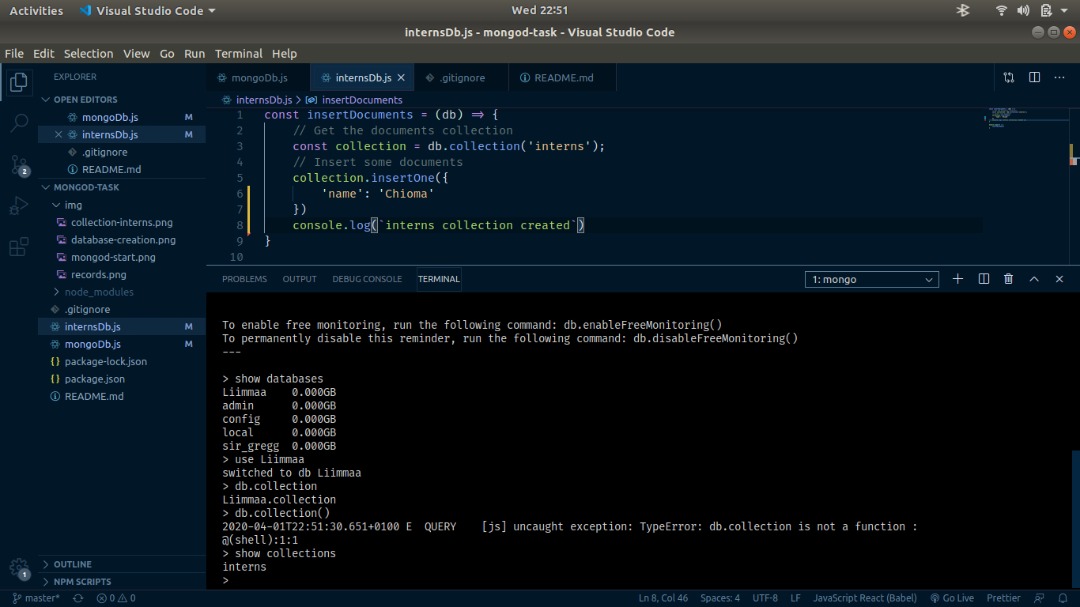 Activities Visual Studio Code Wed 22:51
internsDb.js - mongod-task - Visual Studio Code
File Edit Selection View Go Run Terminal Help
EXPLORER
OPEN EDITORS
mongoDb.js M
internsDb.js M
.gitignore
README.md
MONGOD-TASK
img
collection-interns.png
database-creation.png
mongod-start.png
records.png
node_modules
.gitignore
internsDb.js M
mongoDb.js M
package-lock.json
package.json
README.md
OUTLINE
NPM SCRIPTS
2
1
mongoDb.js internsDb.js .gitignore README.md
internsDb.js > insertDocuments
1 const insertDocuments = (db) => {
2 // Get the documents collection
3 const collection = db.collection('interns');
4 // Insert some documents
5 collection.insertOne({
6 'name': 'Chioma'
7 })
8 console.log(`interns collection created`)
9 }
10
PROBLEMS OUTPUT DEBUG CONSOLE TERMINAL 1: mongo
To enable free monitoring, run the following command: db.enableFreeMonitoring()
To permanently disable this reminder, run the following command: db.disableFreeMonitoring()
---
> show databases
Liimmaa 0.000GB
admin 0.000GB
config 0.000GB
local 0.000GB
sir_gregg 0.000GB
> use Liimmaa
switched to db Liimmaa
> db.collection
Liimmaa.collection
> db.collection()
2020-04-01T22:51:30.651+0100 E QUERY [js] uncaught exception: TypeError: db.collection is not a function :
@(shell):1:1
> show collections
interns
>
master* 0 0 Ln 8, Col 46 Spaces: 4 UTF-8 LF JavaScript React (Babel) Go Live Prettier